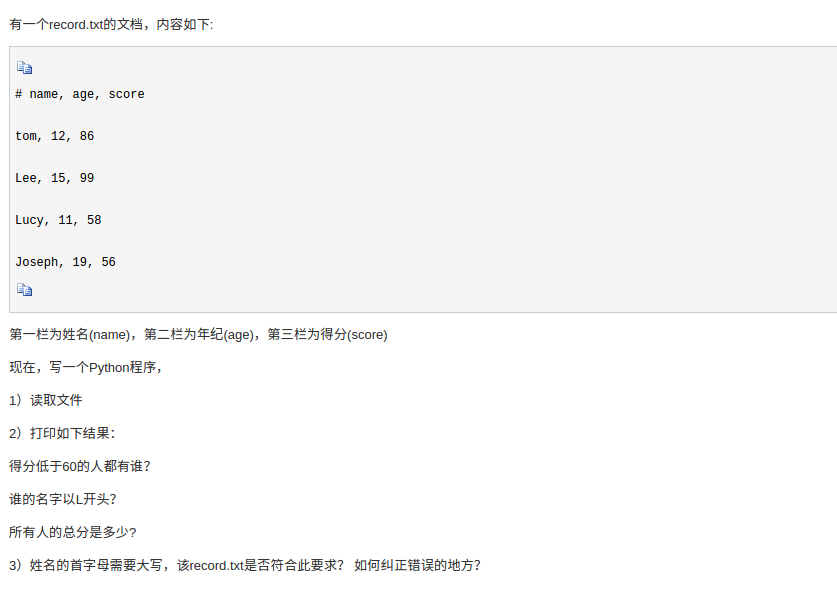 有一个record.txt的文档，内容如下:
# name, age, score
tom, 12, 86
Lee, 15, 99
Lucy, 11, 58
Joseph, 19, 56
第一栏为姓名(name)，第二栏为年纪(age)，第三栏为得分(score)
现在，写一个Python程序，
1）读取文件
2）打印如下结果：
得分低于60的人都有谁？
谁的名字以L开头？
所有人的总分是多少?
3）姓名的首字母需要大写，该record.txt是否符合此要求？ 如何纠正错误的地方？